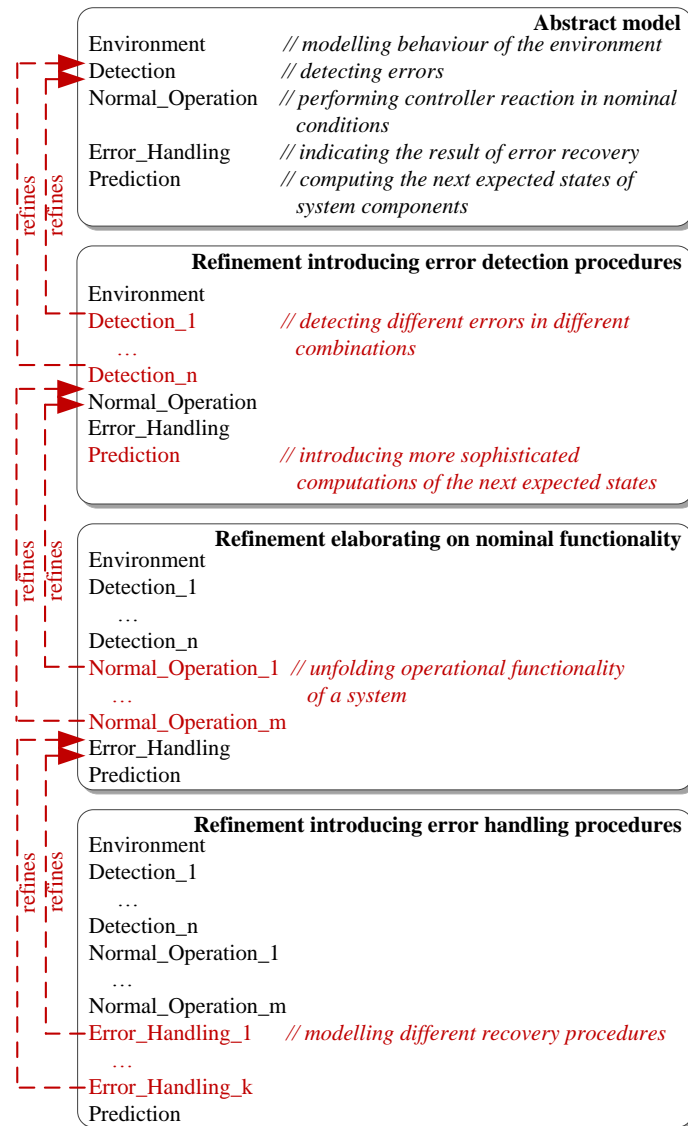 Abstract model
Environment // modelling behaviour of the environment
Detection // detecting errors
Normal_Operation // performing controller reaction in nominal
conditions
Error_Handling // indicating the result of error recovery
Prediction // computing the next expected states of
system components
refines
refines
Refinement introducing error detection procedures
Environment
Detection_1 // detecting different errors in different
… combinations
Detection_n
Normal_Operation
Error_Handling
Prediction // introducing more sophisticated
computations of the next expected states
refines
refines
Refinement elaborating on nominal functionality
Environment
Detection_1
…
Detection_n
Normal_Operation_1 // unfolding operational functionality
… of a system
Normal_Operation_m
Error_Handling
Prediction
refines
refines
Refinement introducing error handling procedures
Environment
Detection_1
…
Detection_n
Normal_Operation_1
…
Normal_Operation_m
Error_Handling_1 // modelling different recovery procedures
…
Error_Handling_k
Prediction